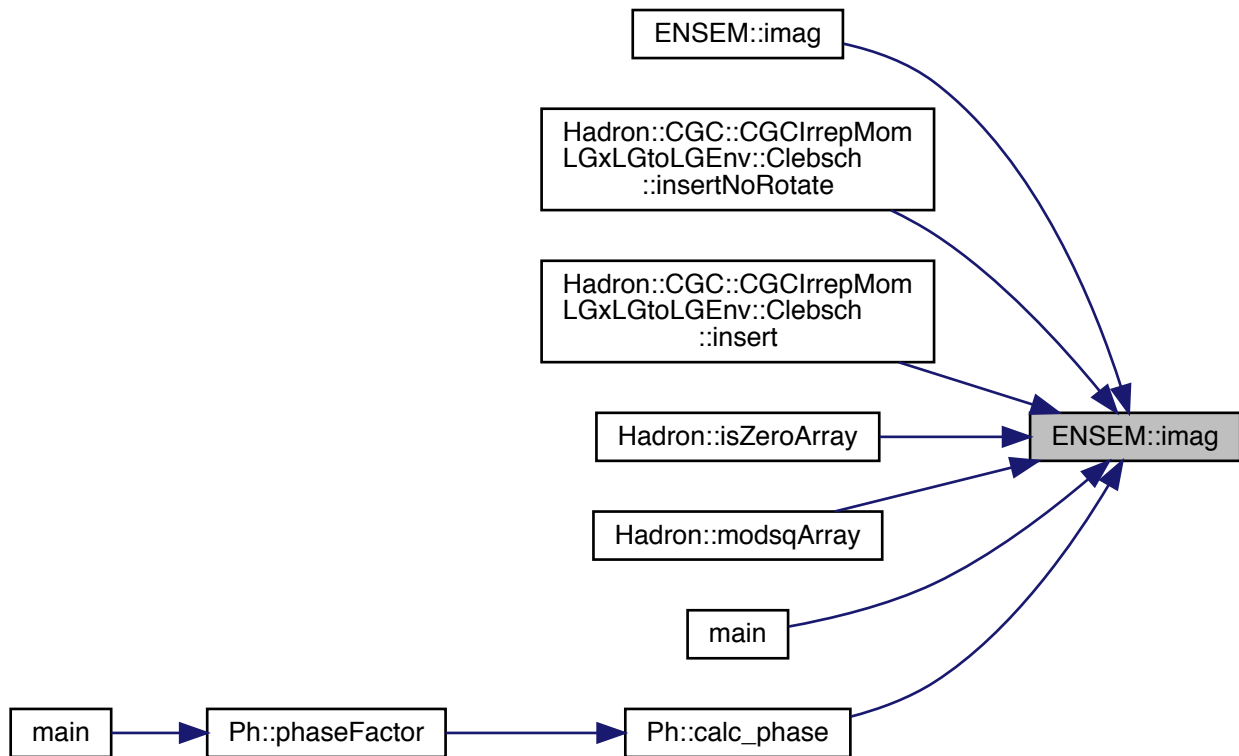 ENSEM::imag
Hadron::CGC::CGCIrrepMom
LGxLGtoLGEnv::Clebsch
::insertNoRotate
Hadron::CGC::CGCIrrepMom
LGxLGtoLGEnv::Clebsch
::insert
Hadron::isZeroArray
ENSEM::imag
Hadron::modsqArray
main
main
Ph::phaseFactor
Ph::calc_phase